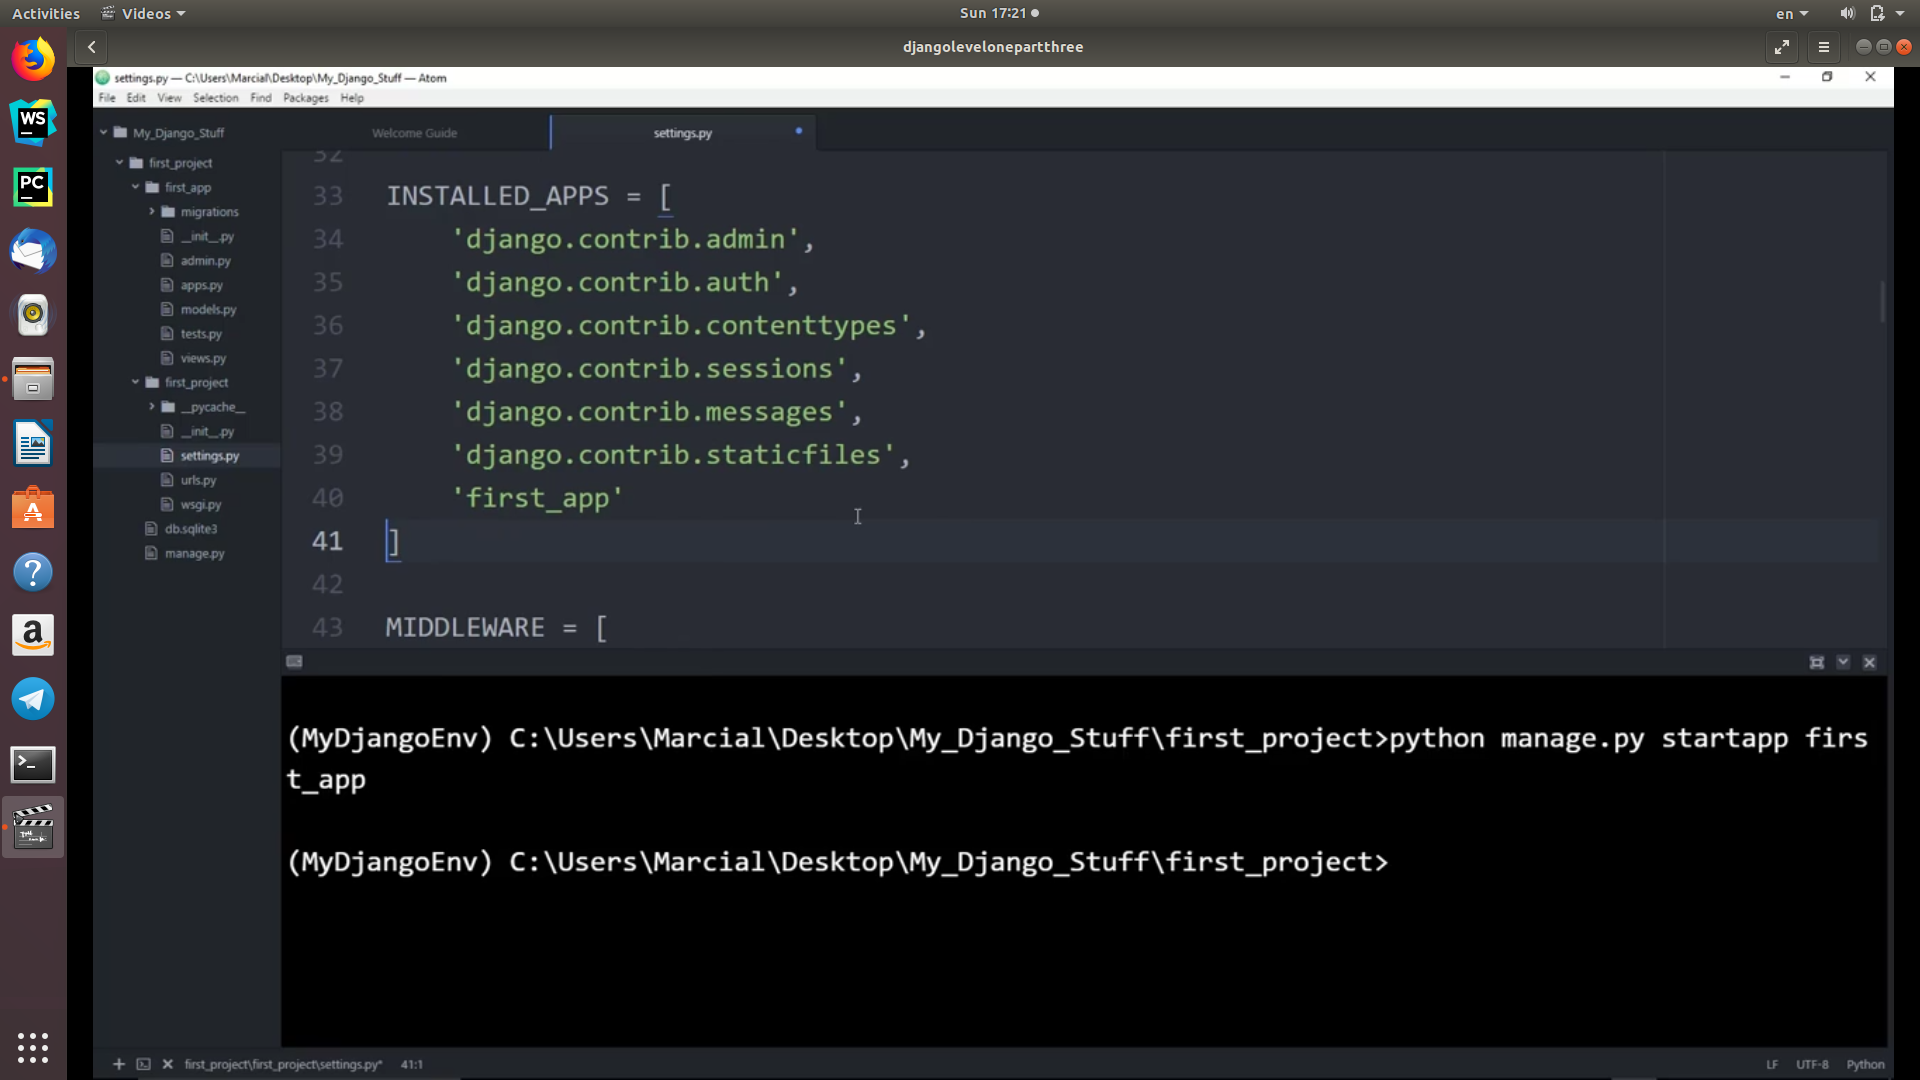 Activities Videos Sun 17:21 en
djangoleveloneparthree
settings.py — C:\Users\Marcial\Desktop\My_Django_Stuff — Atom
File Edit View Selection Find Packages Help
My_Django_Stuff
first_project
first_app
migrations
__init__.py
admin.py
apps.py
models.py
tests.py
views.py
first_project
__pycache__
__init__.py
settings.py
urls.py
wsgi.py
db.sqlite3
manage.py
Welcome Guide settings.py
32
33 INSTALLED_APPS = [
34 'django.contrib.admin',
35 'django.contrib.auth',
36 'django.contrib.contenttypes',
37 'django.contrib.sessions',
38 'django.contrib.messages',
39 'django.contrib.staticfiles',
40 'first_app'
41 ]
42
43 MIDDLEWARE = [
(MyDjangoEnv) C:\Users\Marcial\Desktop\My_Django_Stuff\first_project>python manage.py startapp firs
t_app
(MyDjangoEnv) C:\Users\Marcial\Desktop\My_Django_Stuff\first_project>
first_project\first_project\settings.py* 41:1 LF UTF-8 Python
WS
PC
a